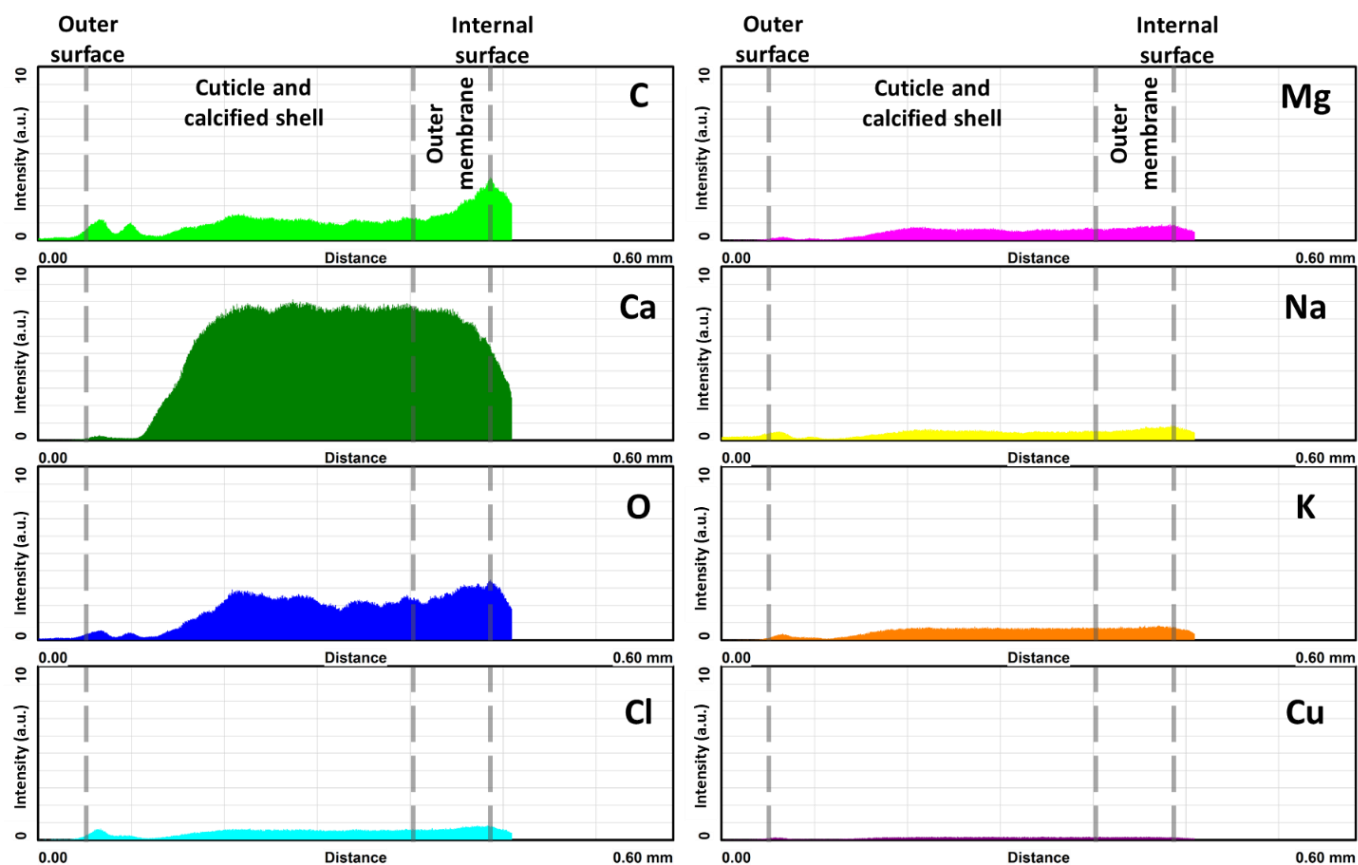 Outer
surface
Internal
surface
10
Intensity (a.u.)
0
Cuticle and
calcified shell
Outer
membrane
C
0.00 Distance 0.60 mm
10
Intensity (a.u.)
0
Ca
0.00 Distance 0.60 mm
10
Intensity (a.u.)
0
O
0.00 Distance 0.60 mm
10
Intensity (a.u.)
0
Cl
0.00 Distance 0.60 mm
Outer
surface
Internal
surface
10
Intensity (a.u.)
0
Cuticle and
calcified shell
Outer
membrane
Mg
0.00 Distance 0.60 mm
10
Intensity (a.u.)
0
Na
0.00 Distance 0.60 mm
10
Intensity (a.u.)
0
K
0.00 Distance 0.60 mm
10
Intensity (a.u.)
0
Cu
0.00 Distance 0.60 mm